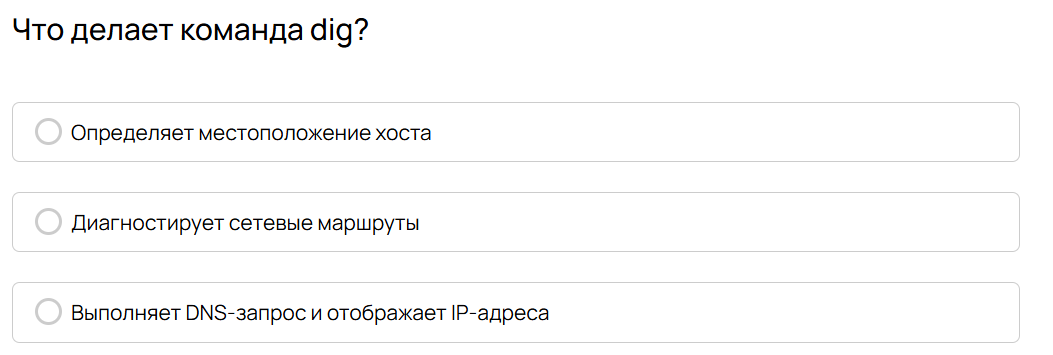 Что делает команда dig?
Определяет местоположение хоста
Диагностирует сетевые маршруты
Выполняет DNS-запрос и отображает IP-адреса